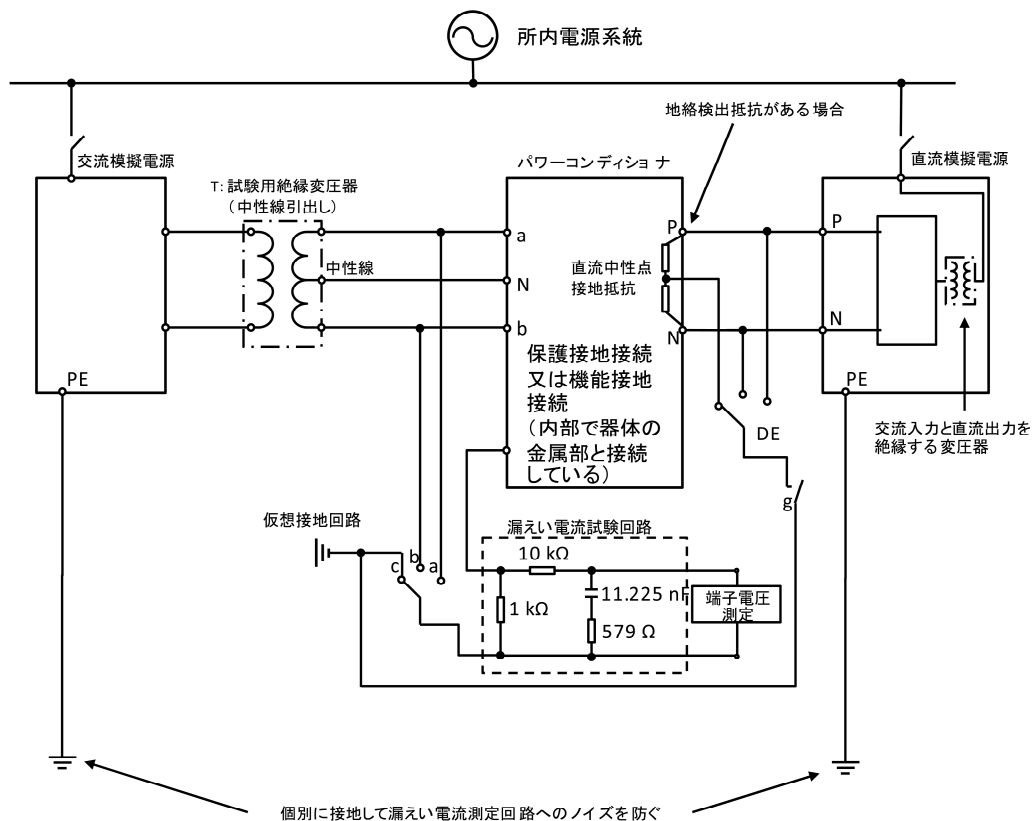 所内電源系統
地絡検出抵抗がある場合
交流模擬電源
パワーコンディショナ
直流模擬電源
T：試験用絶縁変圧器
（中性線引出し）
P
P
a
中性線
直流中性点
接地抵抗
N
N
b
N
保護接地接続
又は機能接地
接続
（内部で器体の
金属部と接続
している）
PE
PE
DE
交流入力と直流出力を
絶縁する変圧器
g
仮想接地回路
漏えい電流試験回路
b
c
a
10 kΩ
1 kΩ
11.225 nF
579 Ω
端子電圧
測定
個別に接地して漏えい電流測定回路へのノイズを防ぐ